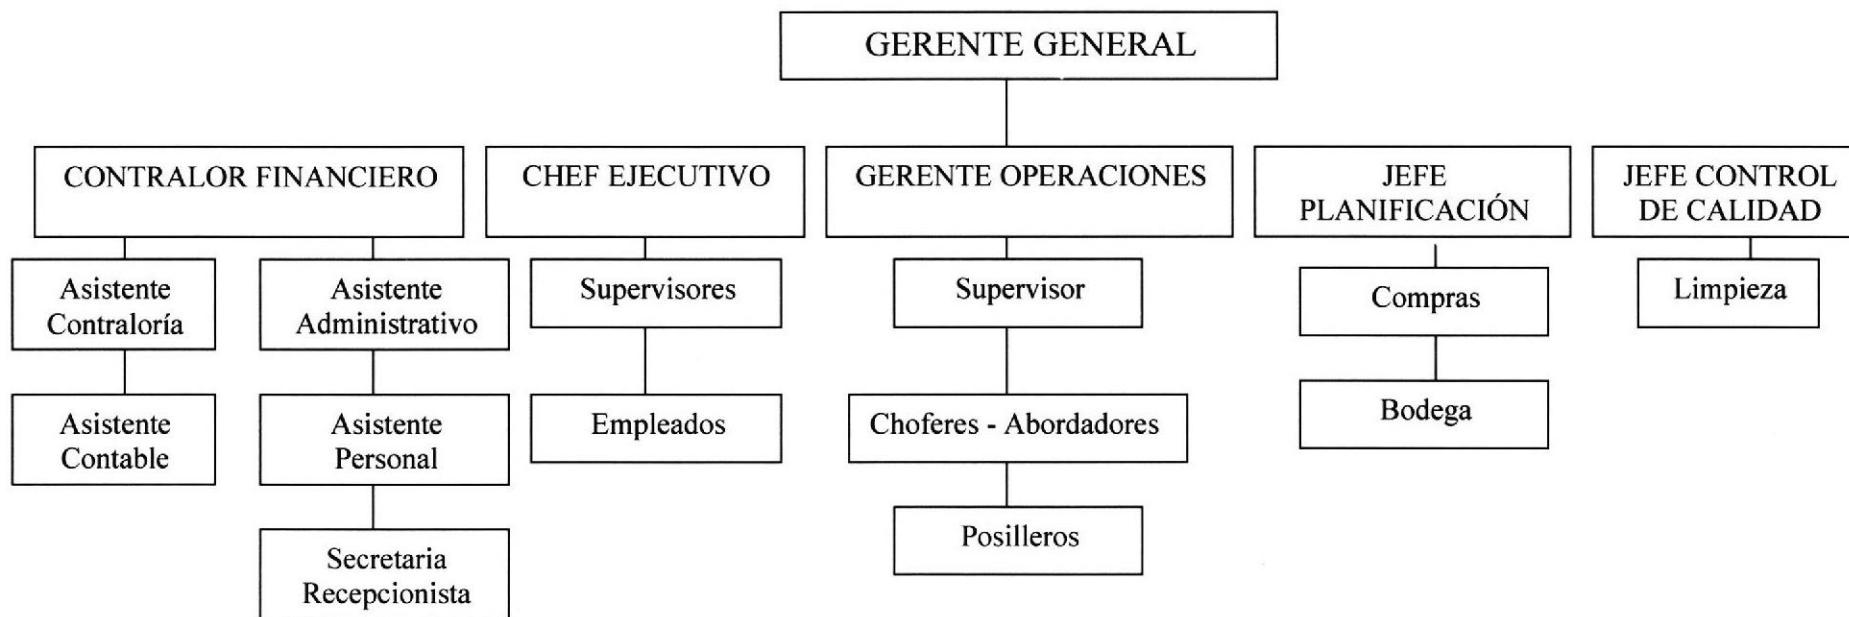 GERENTE GENERAL
CONTRALOR FINANCIERO
CHEF EJECUTIVO
GERENTE OPERACIONES
JEFE
PLANIFICACIÓN
JEFE CONTROL
DE CALIDAD
Asistente
Contraloría
Asistente
Administrativo
Supervisores
Supervisor
Compras
Limpieza
Asistente
Contable
Asistente
Personal
Empleados
Choferes - Abordadores
Bodega
Secretaria
Recepcionista
Posilleros